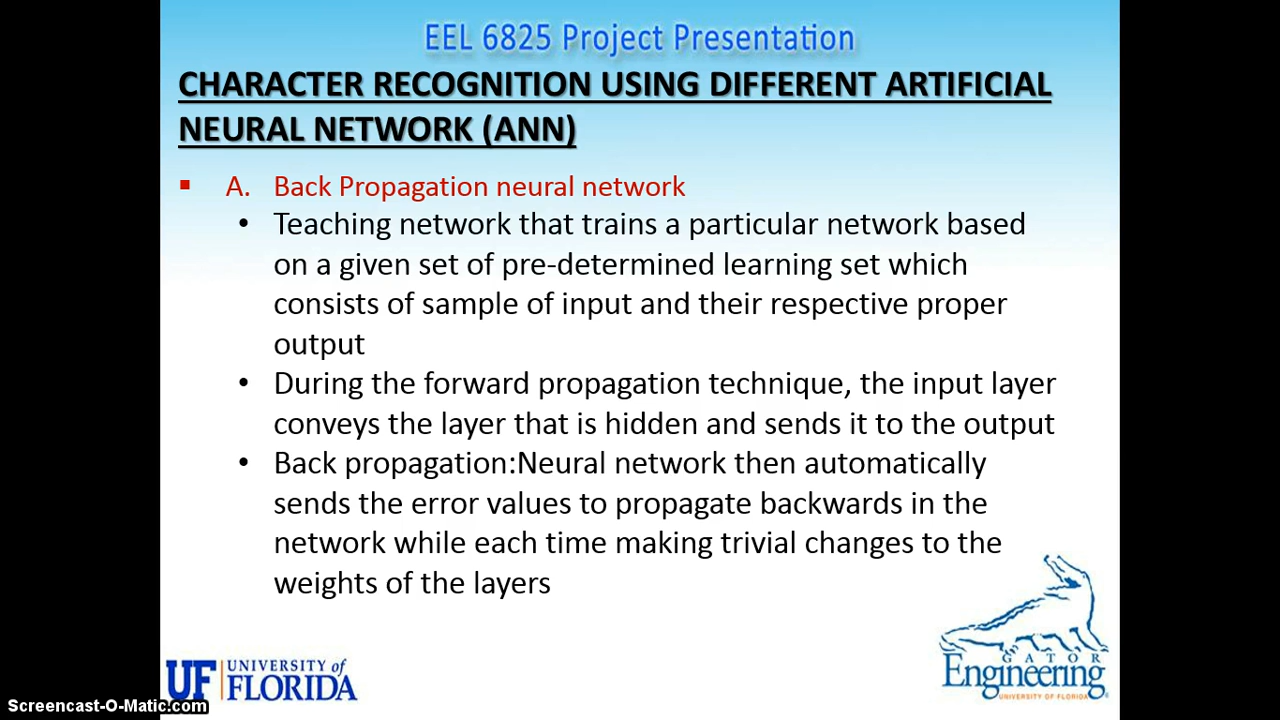 EEL 6825 Project Presentation
CHARACTER RECOGNITION USING DIFFERENT ARTIFICIAL
NEURAL NETWORK (ANN)
▪ A. Back Propagation neural network
• Teaching network that trains a particular network based
on a given set of pre-determined learning set which
consists of sample of input and their respective proper
output
• During the forward propagation technique, the input layer
conveys the layer that is hidden and sends it to the output
• Back propagation:Neural network then automatically
sends the error values to propagate backwards in the
network while each time making trivial changes to the
weights of the layers
UF UNIVERSITY of
FLORIDA
GATOR
Engineering
UNIVERSITY OF FLORIDA
Screencast-O-Matic.com